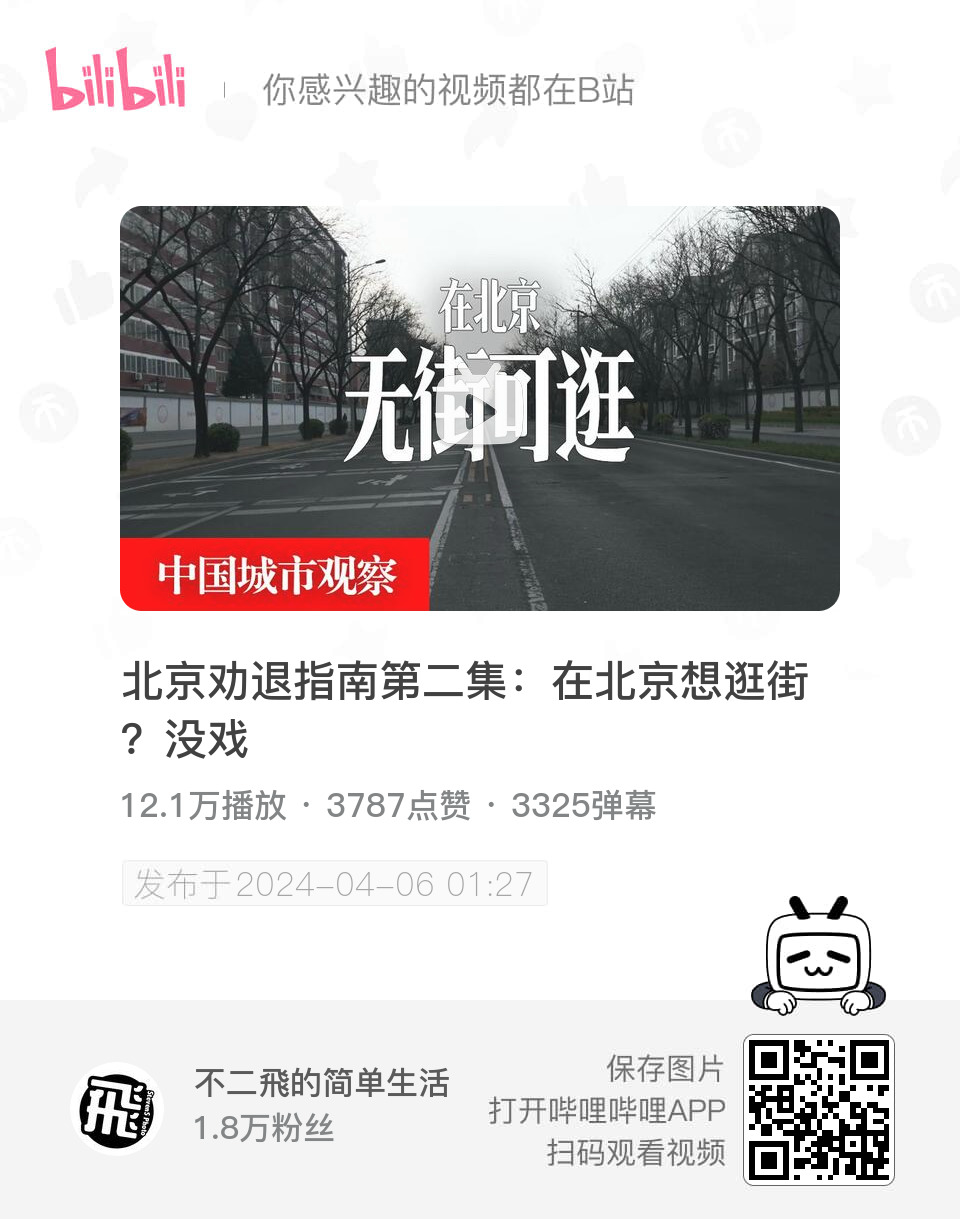 bilibili
你感兴趣的视频都在B站
在北京
无街可逛
中国城市观察
北京劝退指南第二集：在北京想逛街
？没戏
12.1万播放 · 3787点赞 · 3325弹幕
发布于2024-04-06 01:27
飛
StevenS Photo
不二飛的简单生活
1.8万粉丝
保存图片
打开哔哩哔哩APP
扫码观看视频